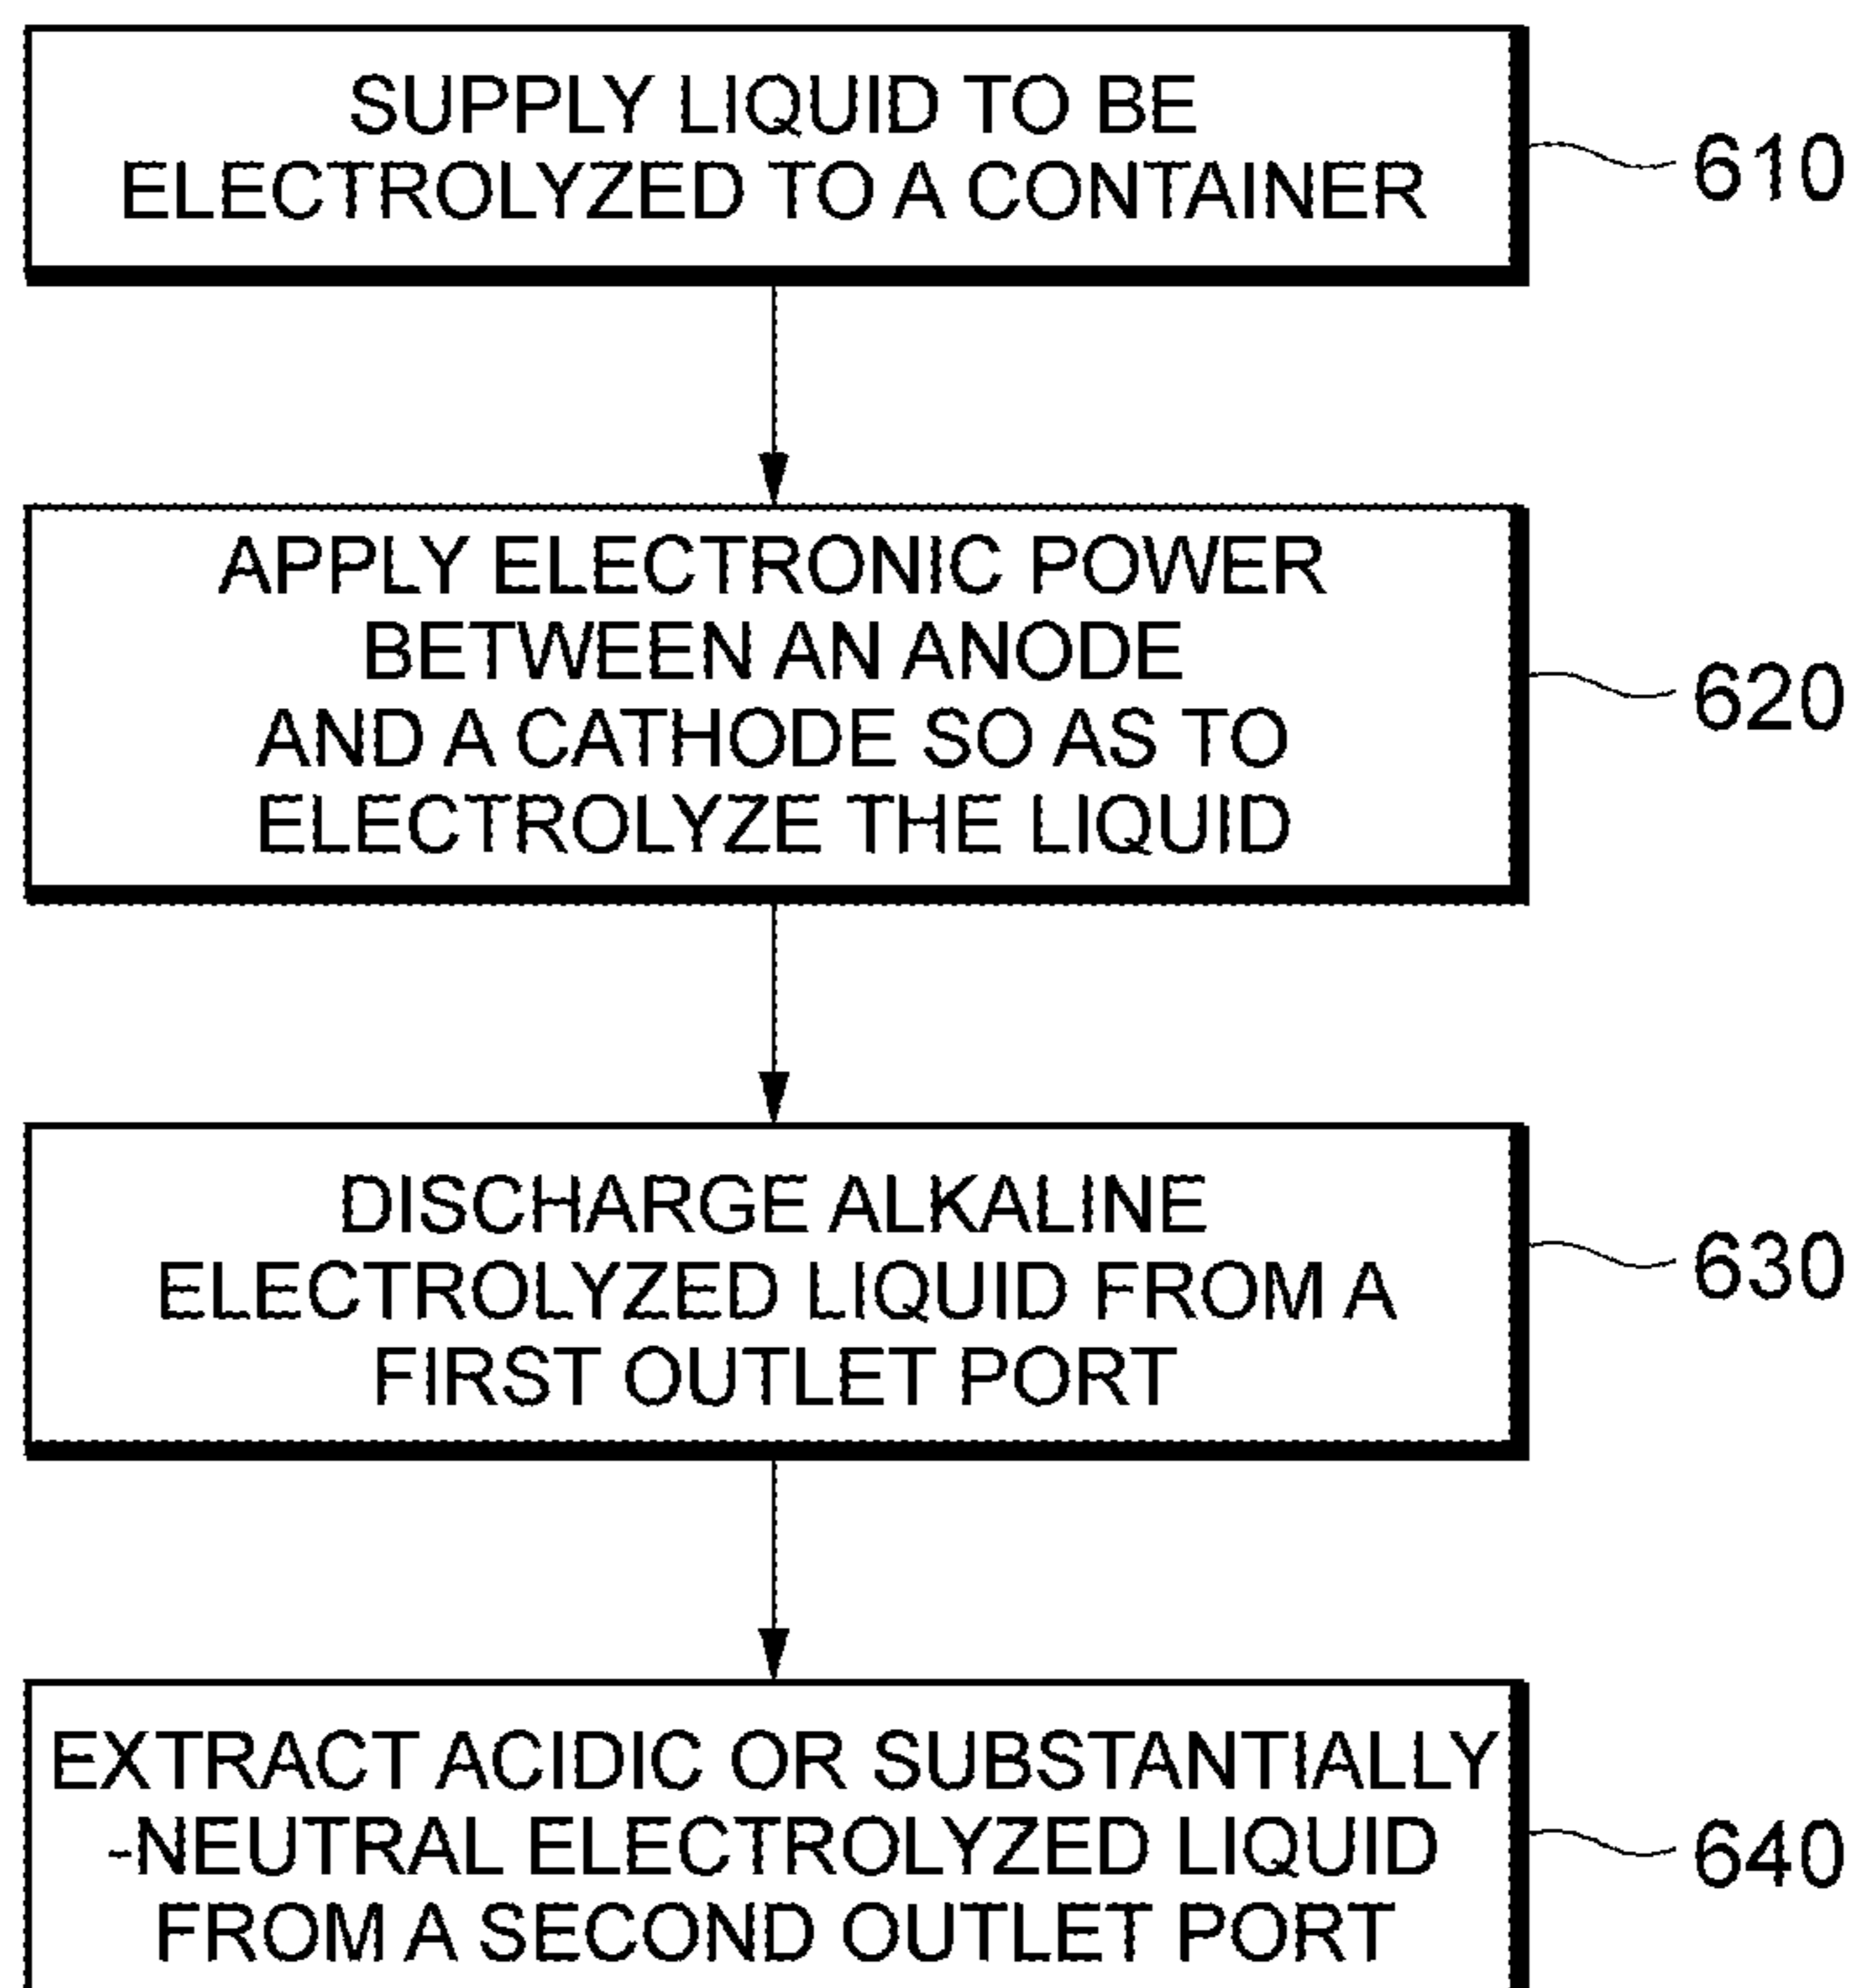 SUPPLY LIQUID TO BE
ELECTROLYZED TO A CONTAINER
610
APPLY ELECTRONIC POWER
BETWEEN AN ANODE
AND A CATHODE SO AS TO
ELECTROLYZE THE LIQUID
620
DISCHARGE ALKALINE
ELECTROLYZED LIQUID FROM A
FIRST OUTLET PORT
630
EXTRACT ACIDIC OR SUBSTANTIALLY
-NEUTRAL ELECTROLYZED LIQUID
FROM A SECOND OUTLET PORT
640